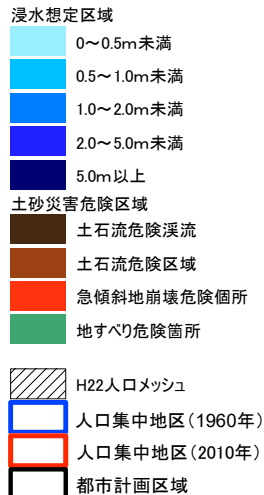 浸水想定区域
0～0.5m未満
0.5～1.0m未満
1.0～2.0m未満
2.0～5.0m未満
5.0m以上
土砂災害危険区域
土石流危険渓流
土石流危険区域
急傾斜地崩壊危険個所
地すべり危険箇所
H22人口メッシュ
人口集中地区(1960年)
人口集中地区(2010年)
都市計画区域